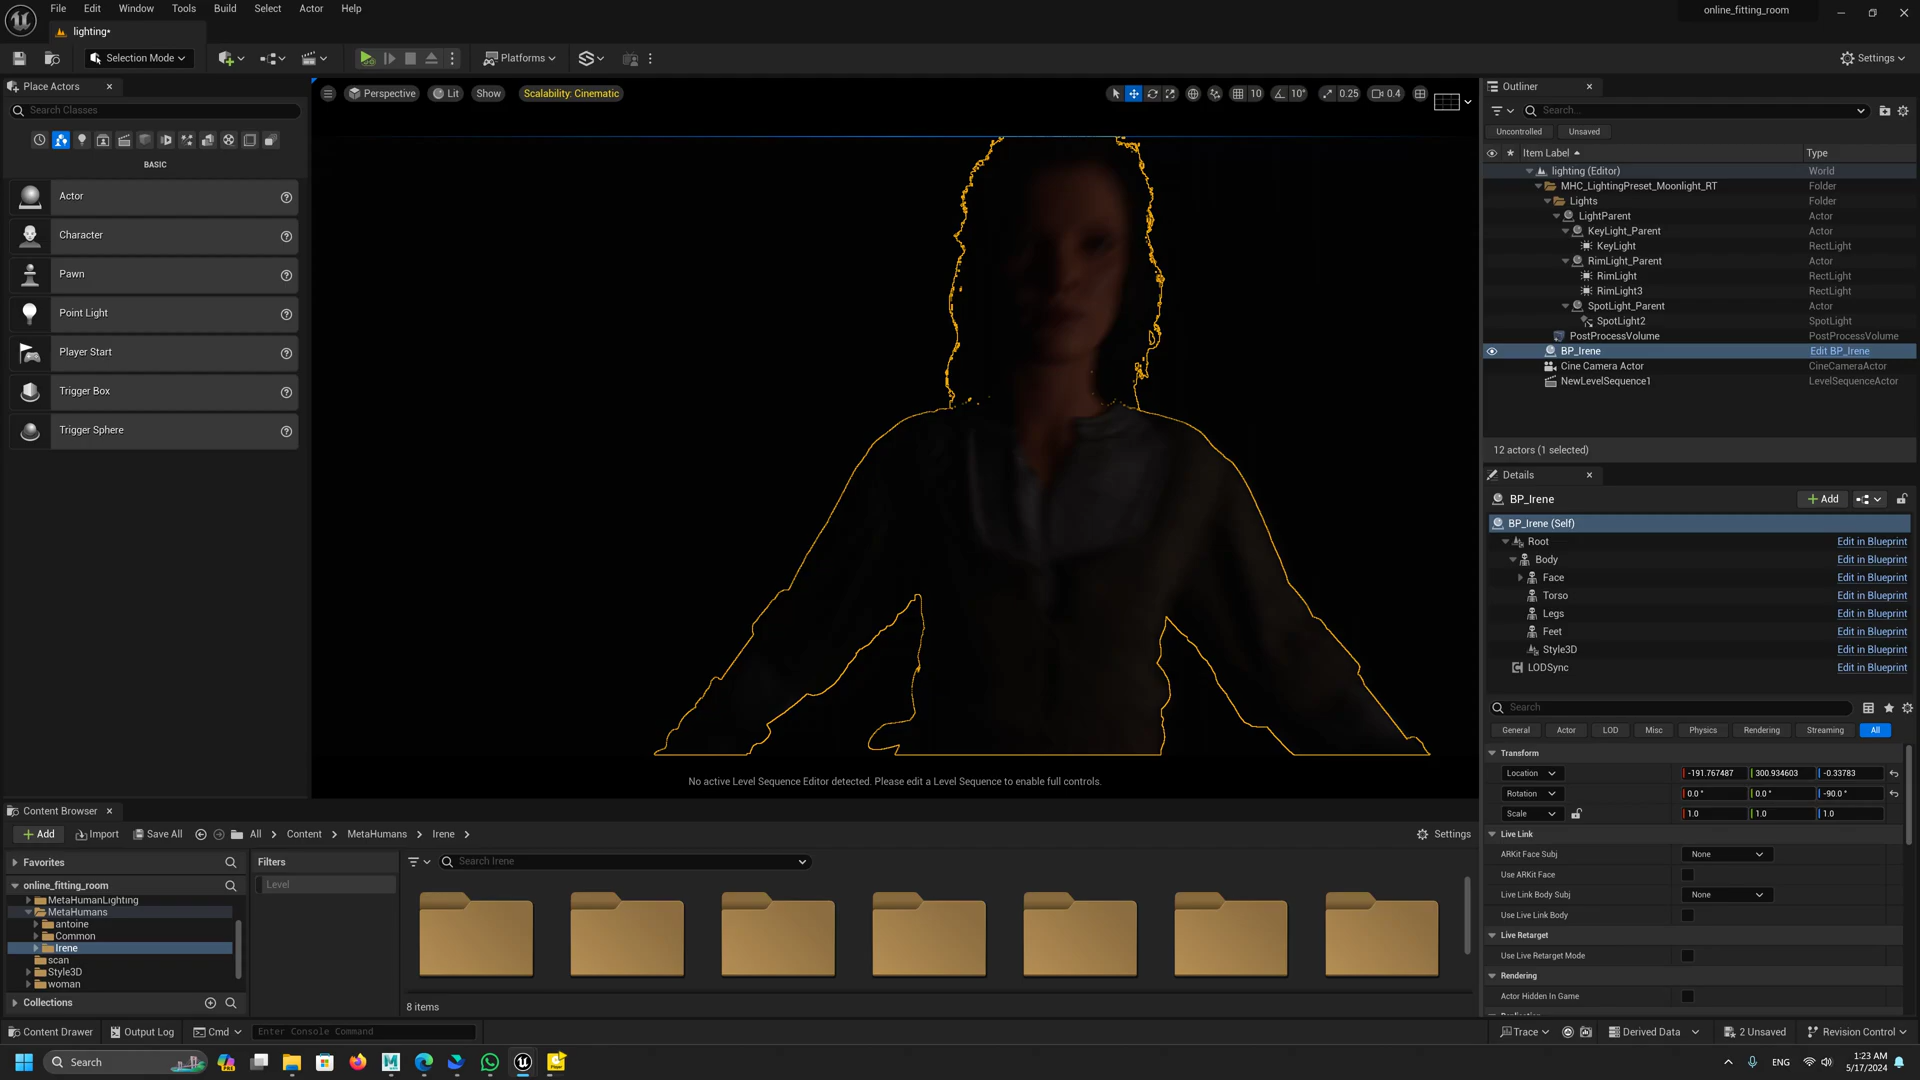 File Edit Window Tools Build Select Actor Help
online_fitting_room
lighting*
Selection Mode
Platforms
Settings
Place Actors
Search Classes
BASIC
Actor
Character
Pawn
Point Light
Player Start
Trigger Box
Trigger Sphere
Perspective Lit Show Scalability: Cinematic
10 10° 0.25 0.4
No active Level Sequence Editor detected. Please edit a Level Sequence to enable full controls.
Outliner
Search...
Uncontrolled Unsaved
Item Label Type
lighting (Editor) World
MHC_LightingPreset_Moonlight_RT Folder
Lights Folder
LightParent Actor
KeyLight_Parent Actor
KeyLight RectLight
RimLight_Parent Actor
RimLight RectLight
RimLight3 RectLight
SpotLight_Parent Actor
SpotLight2 SpotLight
PostProcessVolume PostProcessVolume
BP_Irene Edit BP_Irene
Cine Camera Actor CineCameraActor
NewLevelSequence1 LevelSequenceActor
12 actors (1 selected)
Details
BP_Irene Add
BP_Irene (Self)
Root Edit in Blueprint
Body Edit in Blueprint
Face Edit in Blueprint
Torso Edit in Blueprint
Legs Edit in Blueprint
Feet Edit in Blueprint
Style3D Edit in Blueprint
LODSync Edit in Blueprint
Search
General Actor LOD Misc Physics Rendering Streaming All
Transform
Location -191.767487 300.934603 -0.33783
Rotation 0.0° 0.0° -90.0°
Scale 1.0 1.0 1.0
Live Link
ARKit Face Subj None
Use ARKit Face
Live Link Body Subj None
Use Live Link Body
Live Retarget
Use Live Retarget Mode
Rendering
Actor Hidden In Game
Content Browser
Add Import Save All All Content MetaHumans Irene Settings
Favorites
online_fitting_room
MetaHumanLighting
MetaHumans
antoine
Common
Irene
scan
Style3D
woman
Collections
Filters
Level
Search Irene
8 items
Content Drawer Output Log Cmd Enter Console Command
Trace Derived Data 2 Unsaved Revision Control
Search
ENG
1:23 AM
5/17/2024